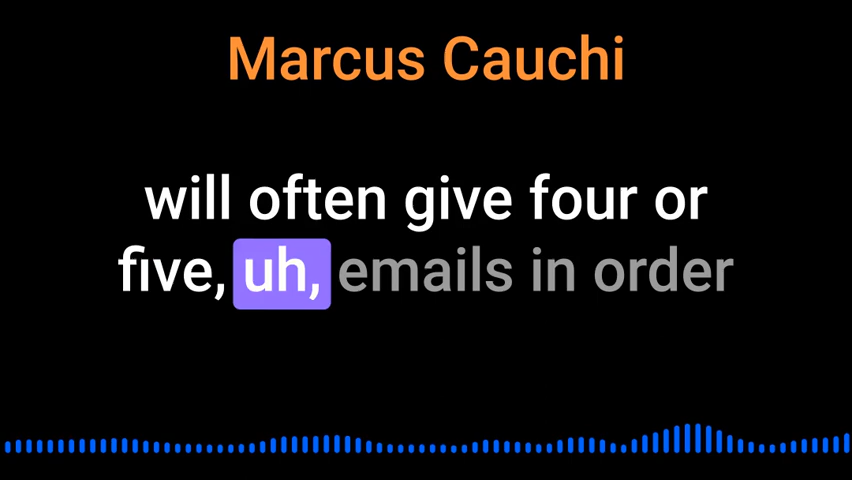 Marcus Cauchi
will often give four or
five, uh, emails in order